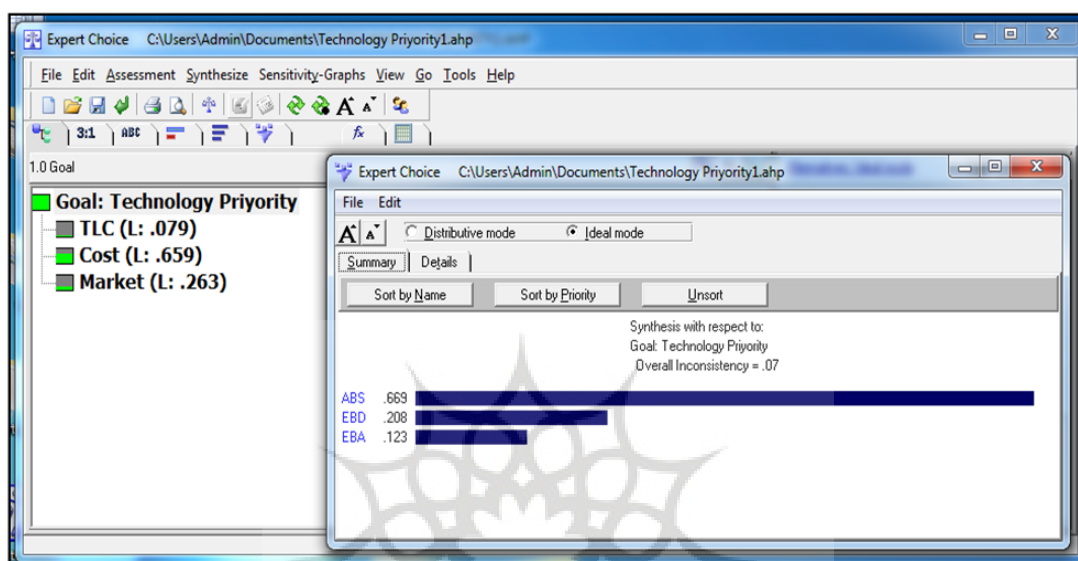 Expert Choice C:\Users\Admin\Documents\Technology Priyority1.ahp
File Edit Assessment Synthesize Sensitivity-Graphs View Go Tools Help
A A
3:1 ABC fx
1.0 Goal
Goal: Technology Priyority
TLC (L: .079)
Cost (L: .659)
Market (L: .263)
Expert Choice C:\Users\Admin\Documents\Technology Priyority1.ahp
File Edit
A A Distributive mode Ideal mode
Summary Details
Sort by Name Sort by Priority Unsort
Synthesis with respect to:
Goal: Technology Priyority
Overall Inconsistency = .07
ABS .669
EBD .208
EBA .123